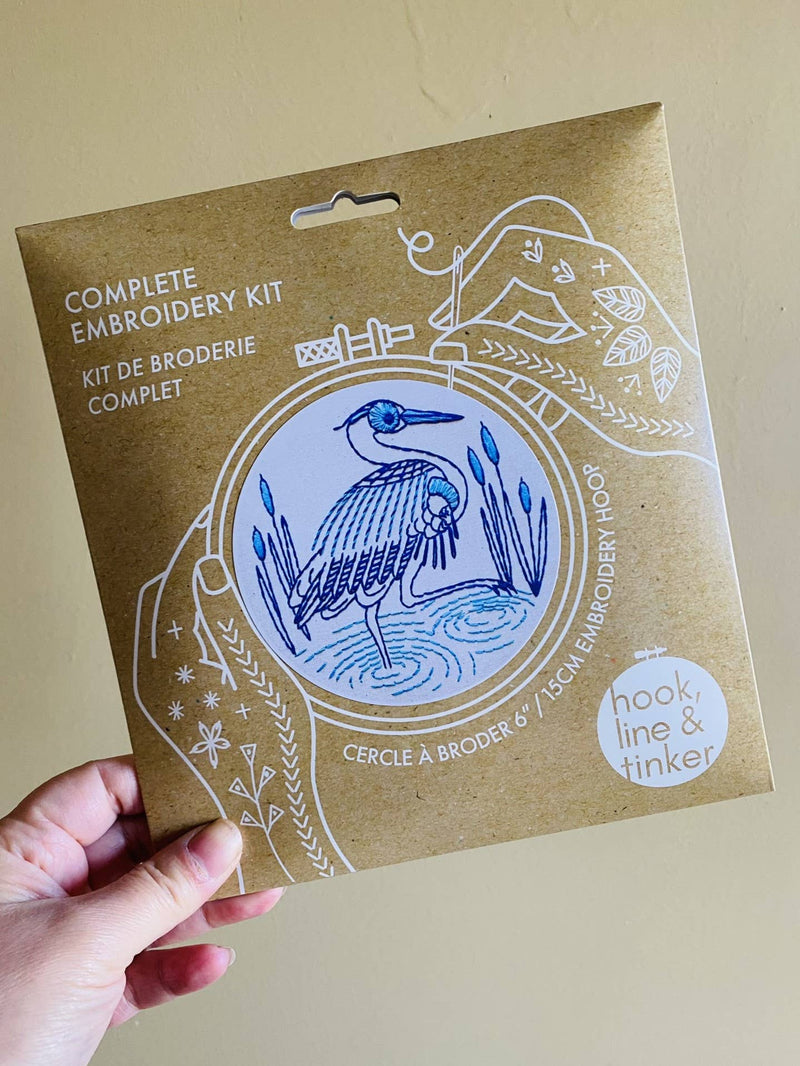 COMPLETE
EMBROIDERY KIT
KIT DE BRODERIE
COMPLET
CERCLE À BRODER 6" / 15CM EMBROIDERY HOOP
hook,
line &
tinker